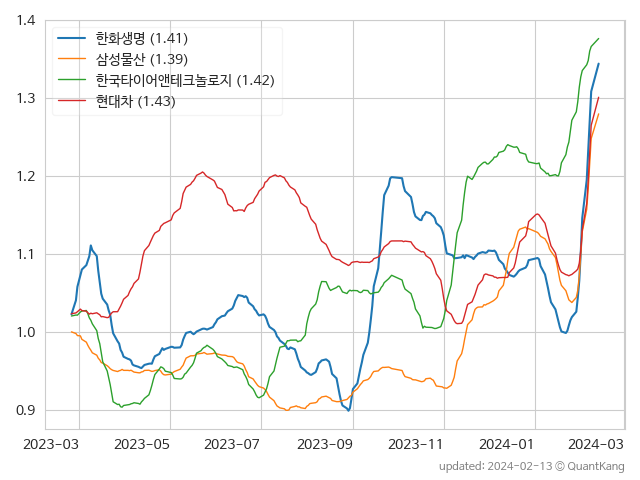 1.4
1.3
1.2
1.1
1.0
0.9
한화생명 (1.41)
삼성물산 (1.39)
한국타이어앤테크놀로지 (1.42)
현대차 (1.43)
2023-03 2023-05 2023-07 2023-09 2023-11 2024-01 2024-03
updated: 2024-02-13 © QuantKang